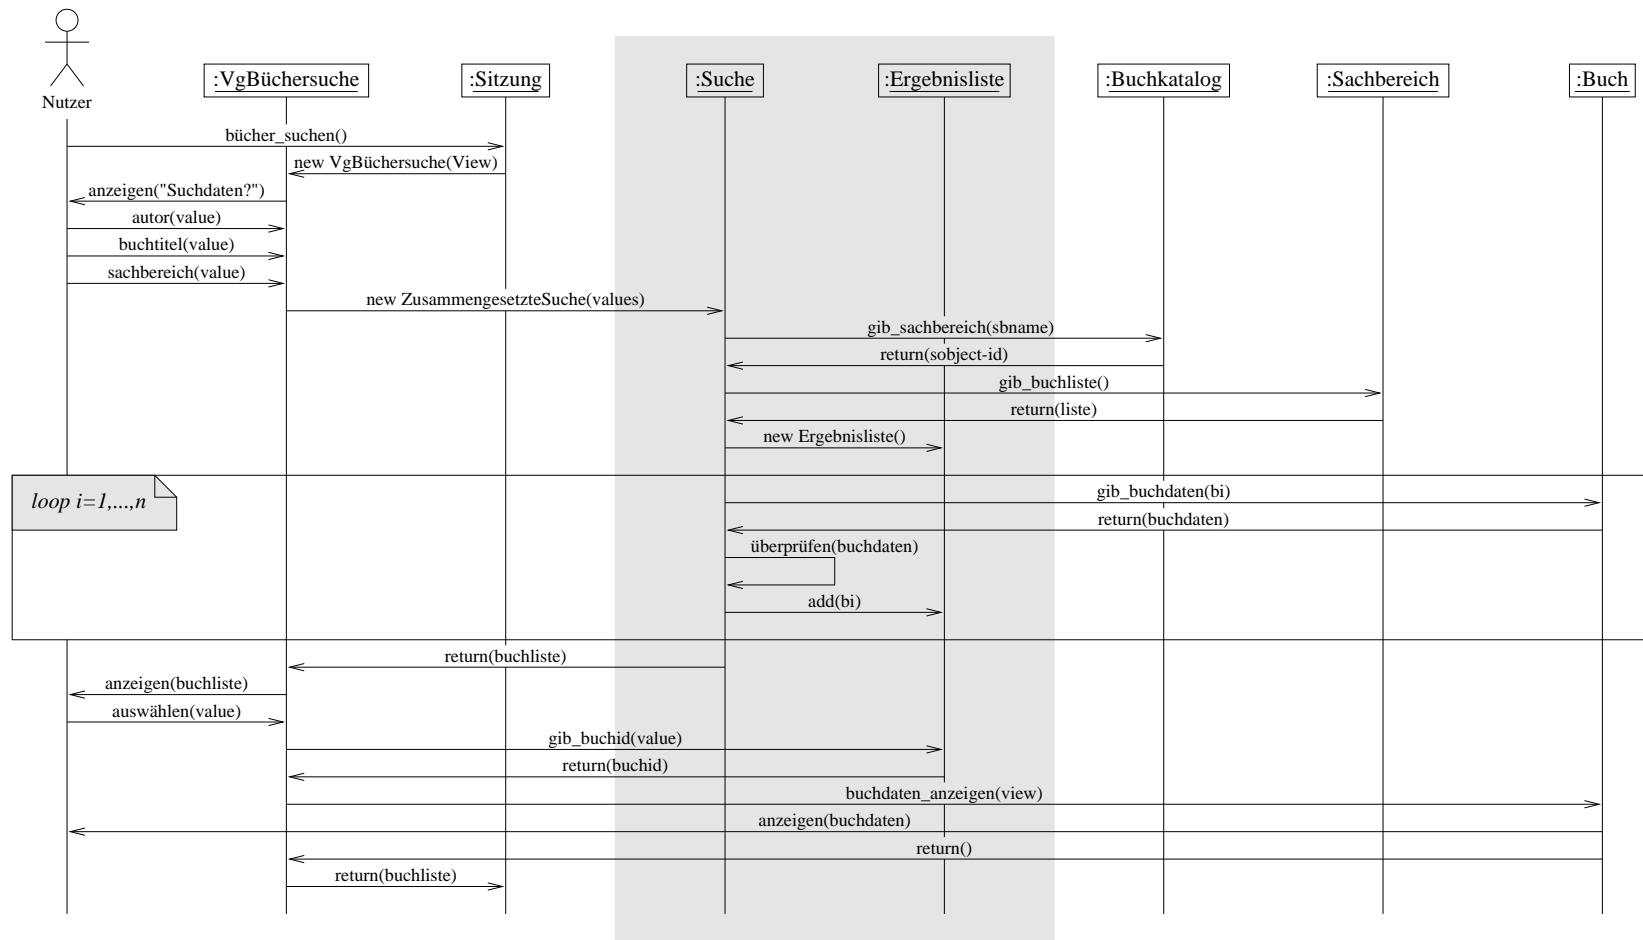 Nutzer
:VgBüchersuche
:Sitzung
:Suche
:Ergebnisliste
:Buchkatalog
:Sachbereich
:Buch
bücher_suchen()
new VgBüchersuche(View)
anzeigen("Suchdaten?")
autor(value)
buchtitel(value)
sachbereich(value)
new ZusammengesetzteSuche(values)
gib_sachbereich(sbname)
return(sobject-id)
gib_buchliste()
return(liste)
new Ergebnisliste()
loop i=1,...,n
gib_buchdaten(bi)
return(buchdaten)
überprüfen(buchdaten)
add(bi)
return(buchliste)
anzeigen(buchliste)
auswählen(value)
gib_buchid(value)
return(buchid)
buchdaten_anzeigen(view)
anzeigen(buchdaten)
return()
return(buchliste)